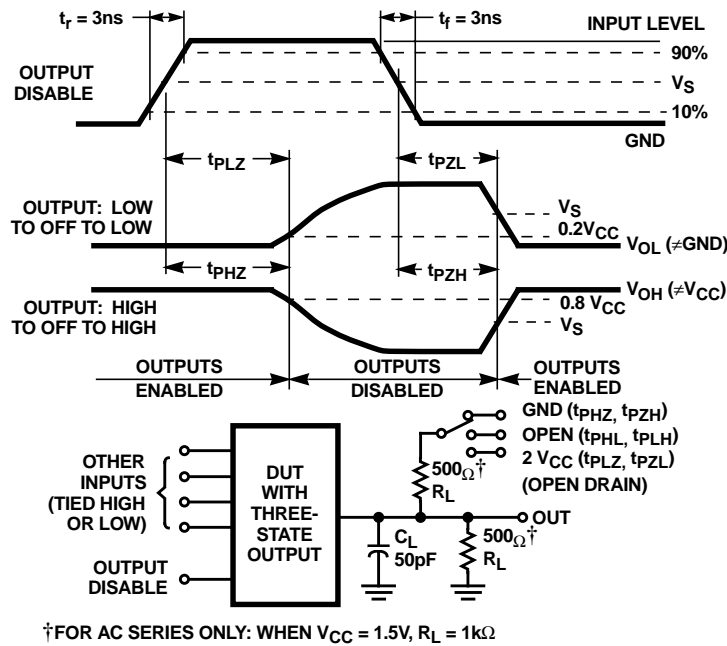 tr = 3ns
tf = 3ns
INPUT LEVEL
90%
OUTPUT
DISABLE
VS
10%
GND
tPLZ
tPZL
OUTPUT: LOW
TO OFF TO LOW
VS
0.2VCC
VOL (≠GND)
tPHZ
tPZH
VOH (≠VCC)
OUTPUT: HIGH
TO OFF TO HIGH
0.8 VCC
VS
OUTPUTS
ENABLED
OUTPUTS
DISABLED
OUTPUTS
ENABLED
GND (tPHZ, tPZH)
OPEN (tPHL, tPLH)
2 VCC (tPLZ, tPZL)
(OPEN DRAIN)
OTHER
INPUTS
(TIED HIGH
OR LOW)
DUT
WITH
THREE-
STATE
OUTPUT
500Ω†
RL
OUT
CL
50pF
500Ω†
RL
OUTPUT
DISABLE
†FOR AC SERIES ONLY: WHEN VCC = 1.5V, RL = 1kΩ